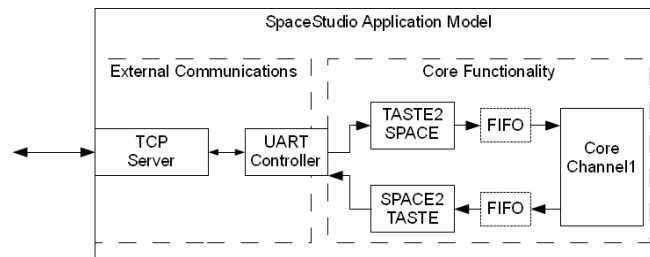 SpaceStudio Application Model
External Communications
Core Functionality
TCP
Server
UART
Controller
TASTE2
SPACE
FIFO
Core
Channel1
SPACE2
TASTE
FIFO